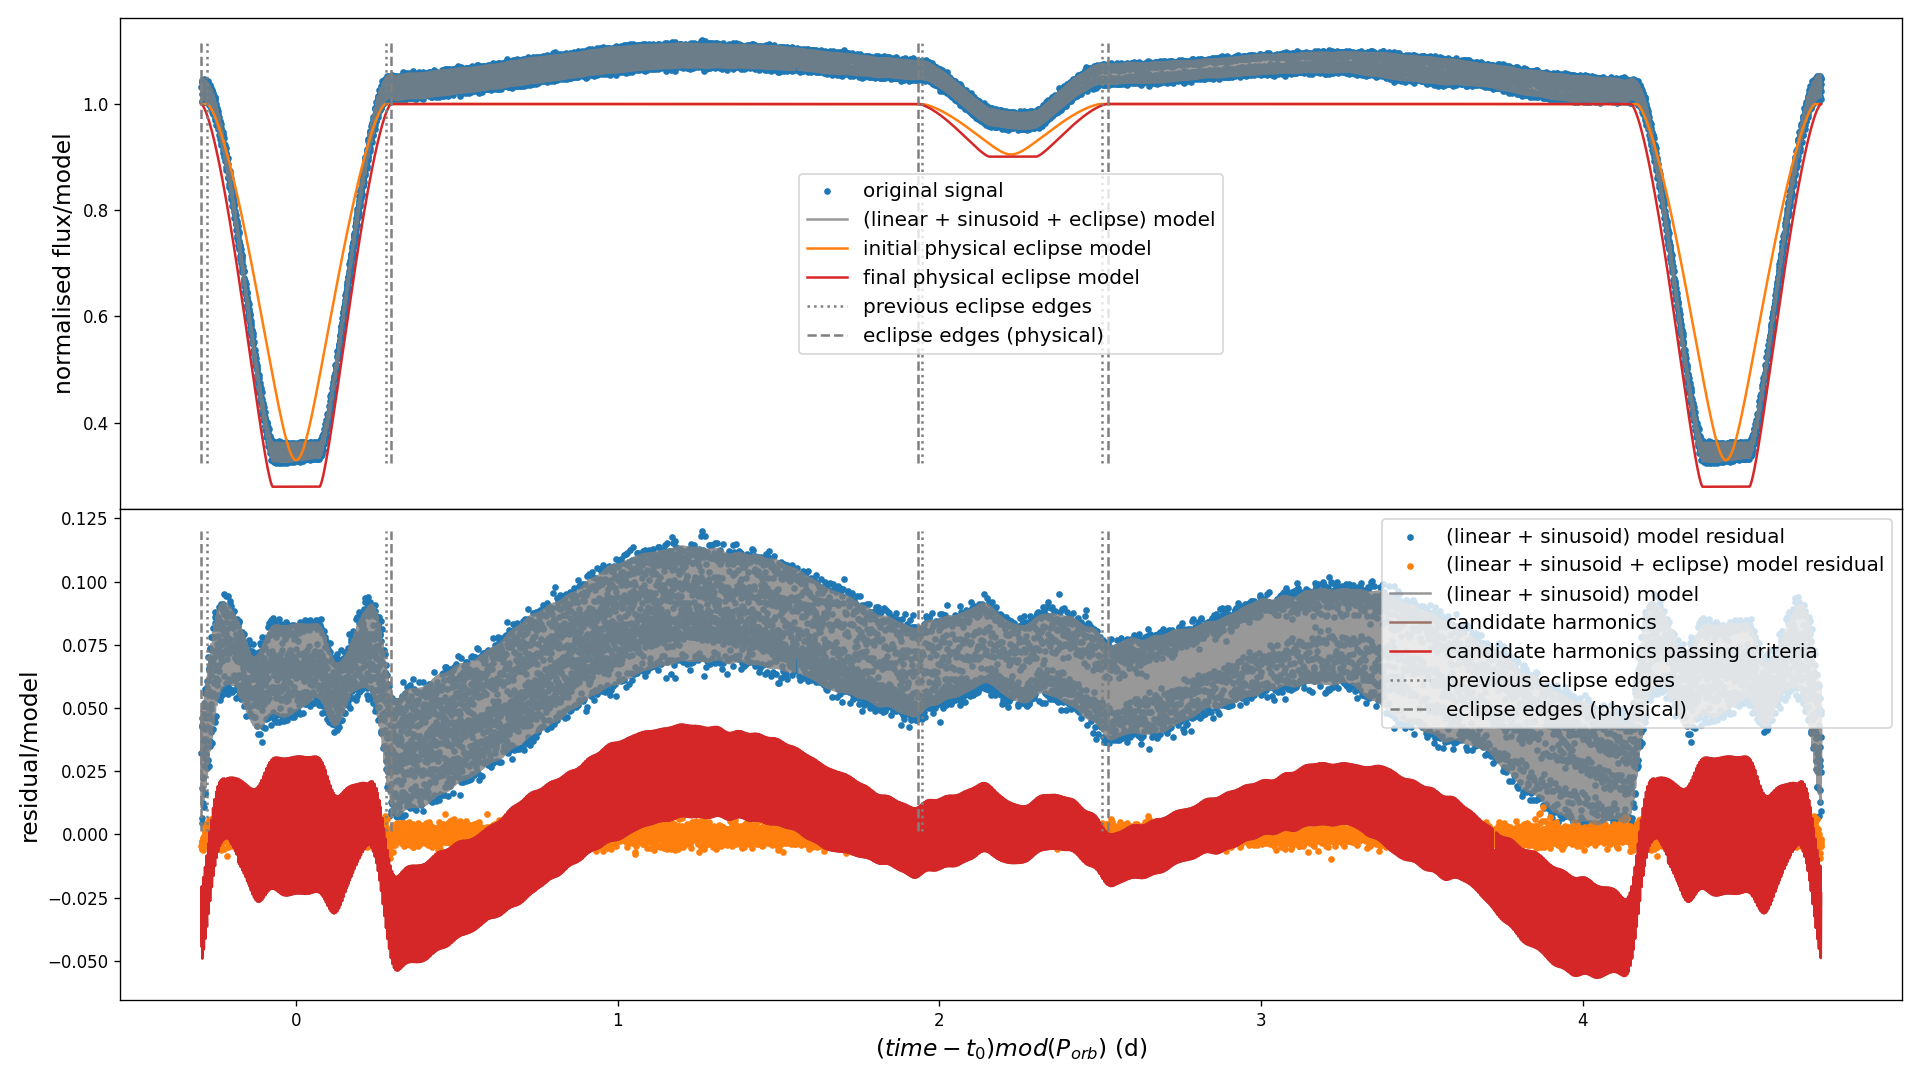 normalised flux/model
1.0
0.8
0.6
0.4
original signal
(linear + sinusoid + eclipse) model
initial physical eclipse model
final physical eclipse model
previous eclipse edges
eclipse edges (physical)
residual/model
0.125
0.100
0.075
0.050
0.025
0.000
−0.025
−0.050
(linear + sinusoid) model residual
(linear + sinusoid + eclipse) model residual
(linear + sinusoid) model
candidate harmonics
candidate harmonics passing criteria
previous eclipse edges
eclipse edges (physical)
0 1 2 3 4
(time − t₀)mod(Pₒᵣb) (d)